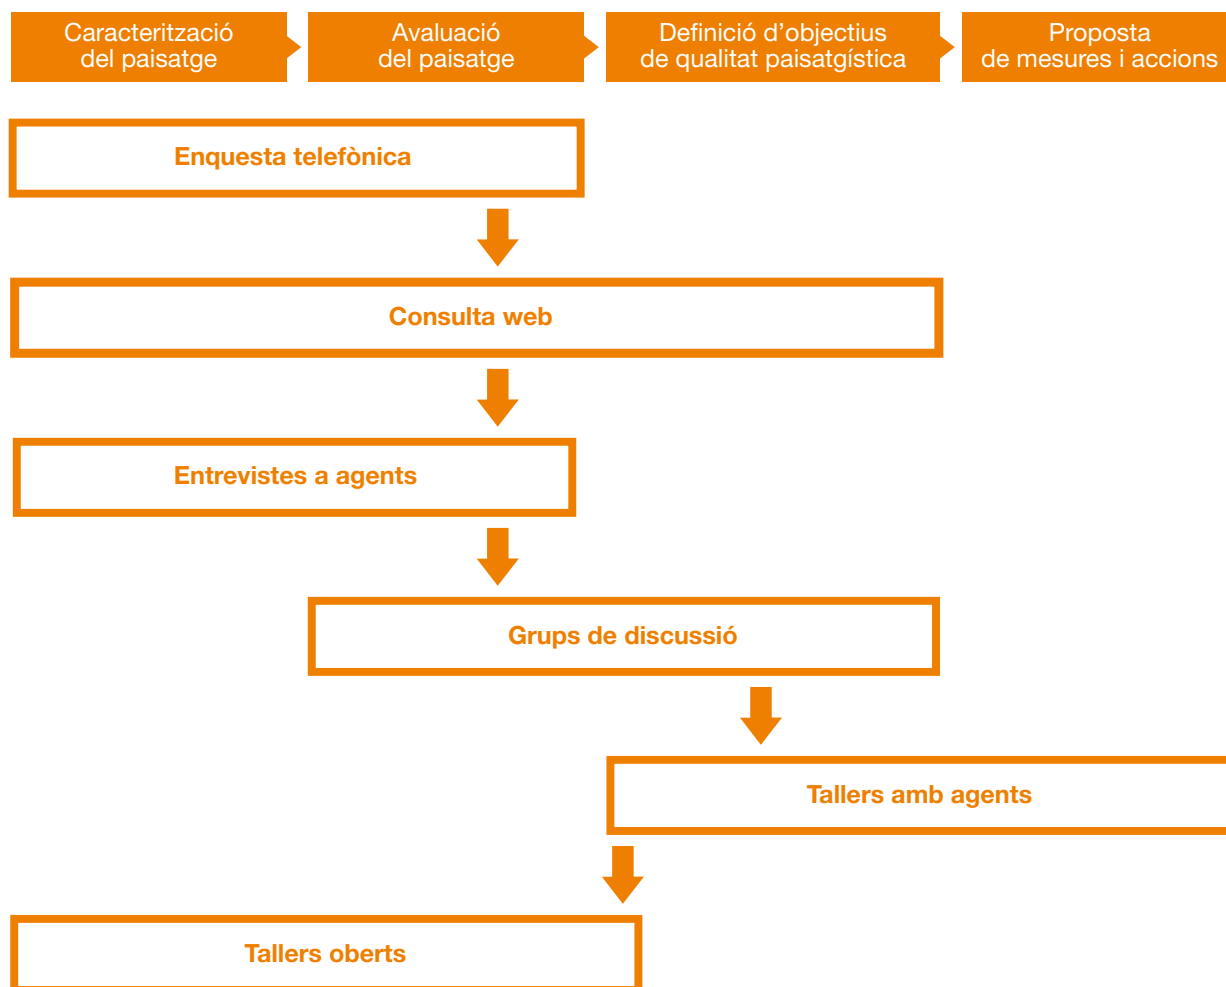 Caracterització
del paisatge
Avaluació
del paisatge
Definició d'objectius
de qualitat paisatgística
Proposta
de mesures i accions
Enquesta telefònica
Consulta web
Entrevistes a agents
Grups de discussió
Tallers amb agents
Tallers oberts